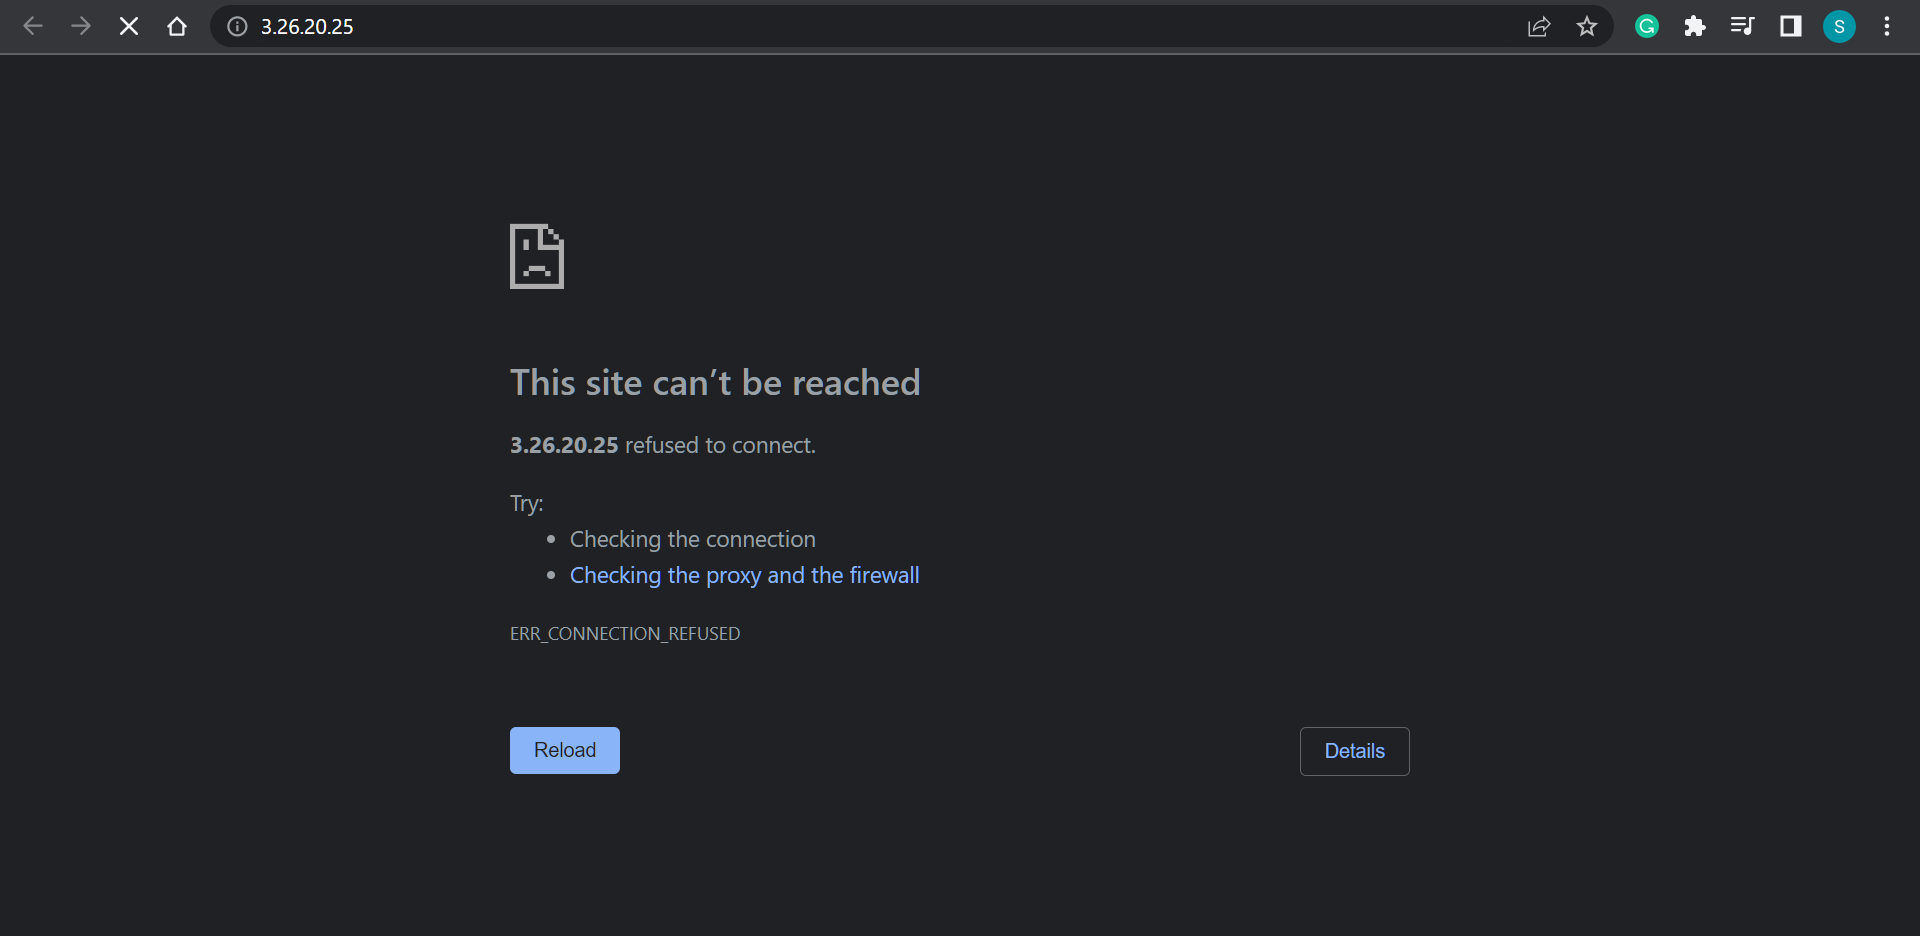 3.26.20.25
S
This site can’t be reached
3.26.20.25 refused to connect.
Try:
• Checking the connection
• Checking the proxy and the firewall
ERR_CONNECTION_REFUSED
Reload
Details